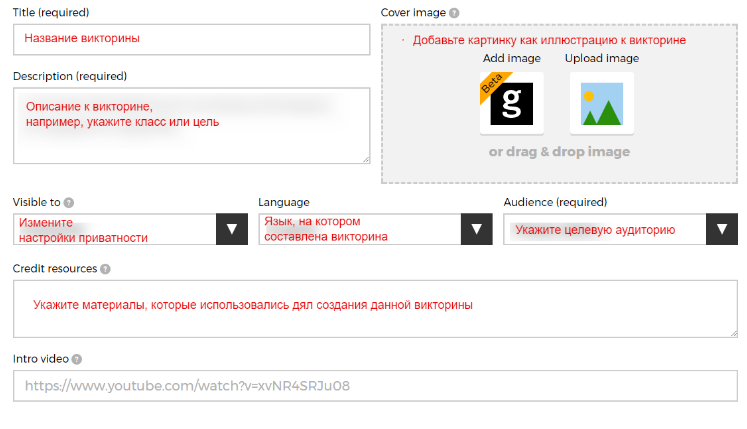 Title (required)
Название викторины
Description (required)
Описание к викторине,
например, укажите класс или цель
Cover image ?
· Добавьте картинку как иллюстрацию к викторине
Add image Upload image
Beta
g
or drag & drop image
Visible to ?
Измените
настройки приватности
Language
Язык, на котором
составлена викторина
Audience (required)
Укажите целевую аудиторию
Credit resources ?
Укажите материалы, которые использовались дял создания данной викторины
Intro video ?
https://www.youtube.com/watch?v=xvNR4SRJu08